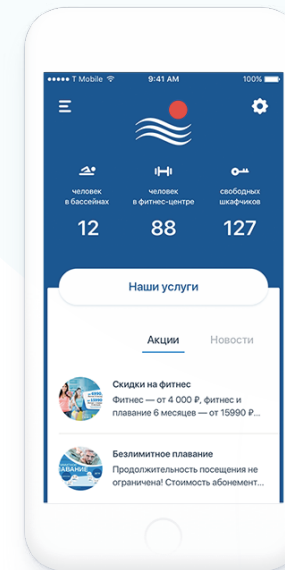 T Mobile 9:41 AM 100%
человек
в бассейнах
человек
в фитнес-центре
свободных
шкафчиков
12 88 127
Наши услуги
Акции Новости
Скидки на фитнес
Фитнес — от 4 000 ₽, фитнес и
плавание 6 месяцев — от 15990 ₽...
Безлимитное плавание
Продолжительность посещения не
ограничена! Стоимость абонемент...